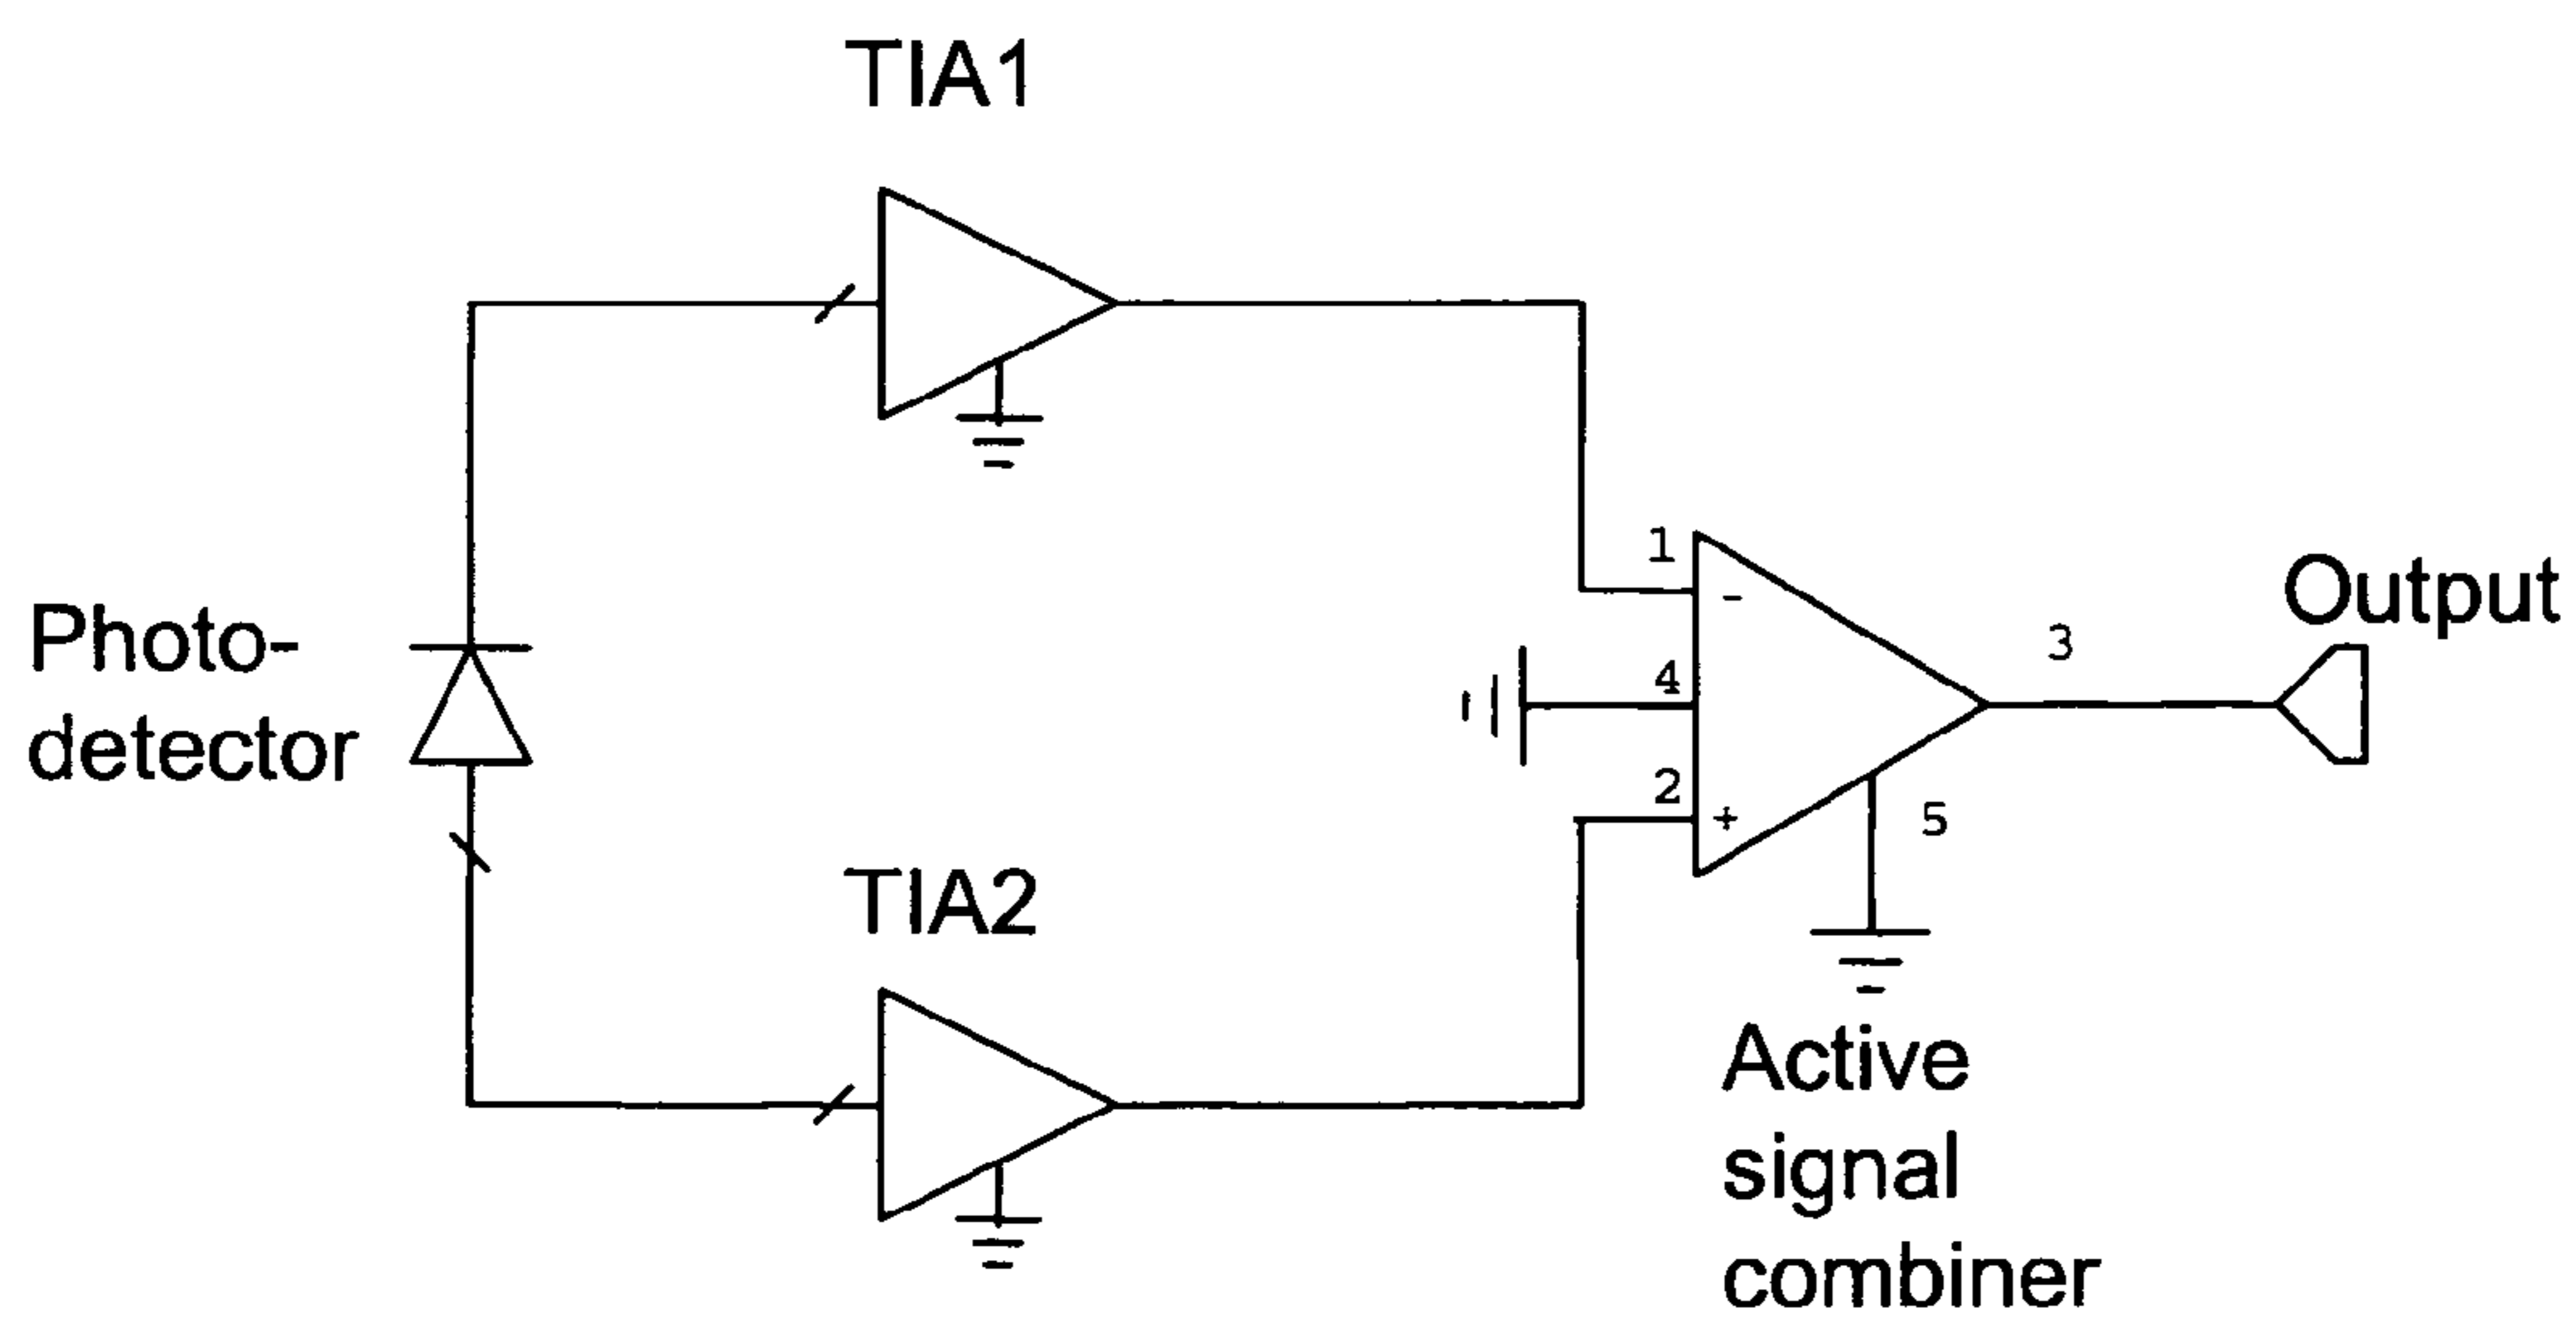 TIA1
Photo-
detector
TIA2
1
-
4
2
+
3
5
Output
Active
signal
combiner